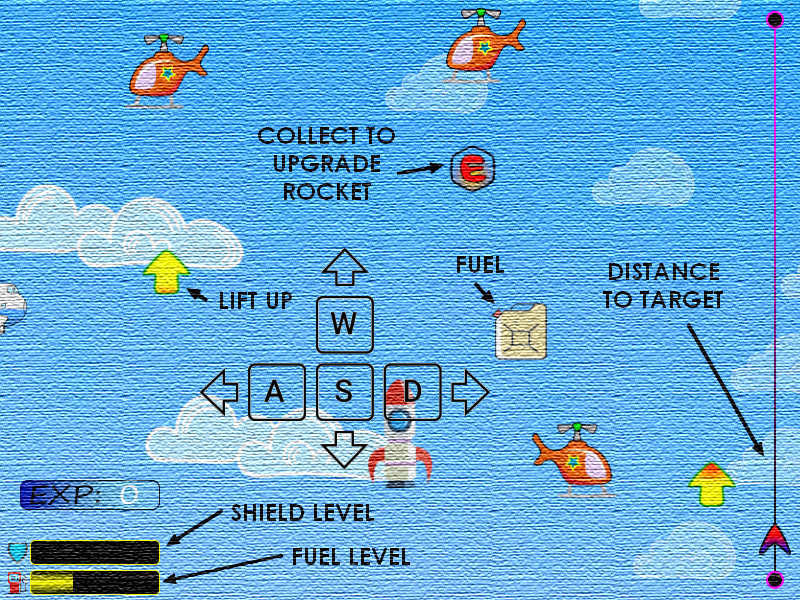 COLLECT TO
UPGRADE
ROCKET
E
FUEL
DISTANCE
TO TARGET
LIFT UP
W
A S D
EXP: 0
SHIELD LEVEL
FUEL LEVEL